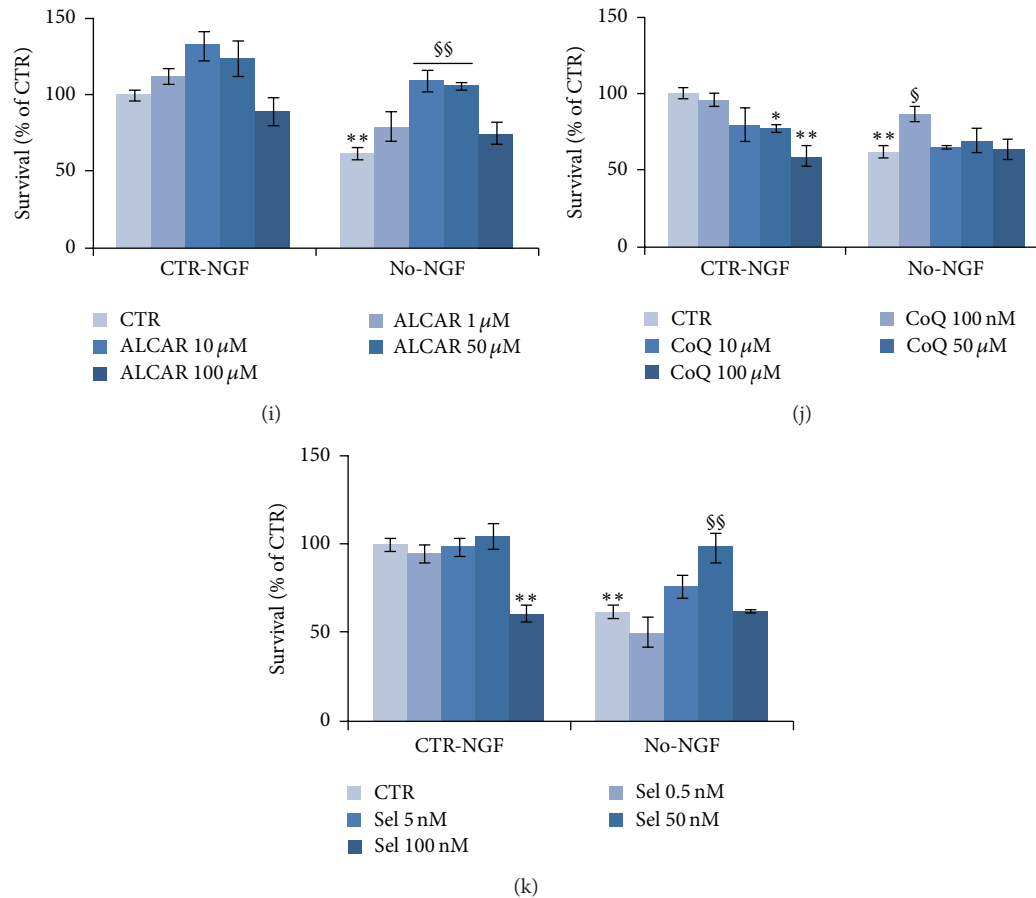 150
100
50
0
Survival (% of CTR)
**
§§
CTR-NGF
No-NGF
CTR
ALCAR 1 μM
ALCAR 10 μM
ALCAR 50 μM
ALCAR 100 μM
(i)
150
100
50
0
Survival (% of CTR)
*
**
**
§
CTR-NGF
No-NGF
CTR
CoQ 100 nM
CoQ 10 μM
CoQ 50 μM
CoQ 100 μM
(j)
150
100
50
0
Survival (% of CTR)
**
**
§§
CTR-NGF
No-NGF
CTR
Sel 0.5 nM
Sel 5 nM
Sel 50 nM
Sel 100 nM
(k)